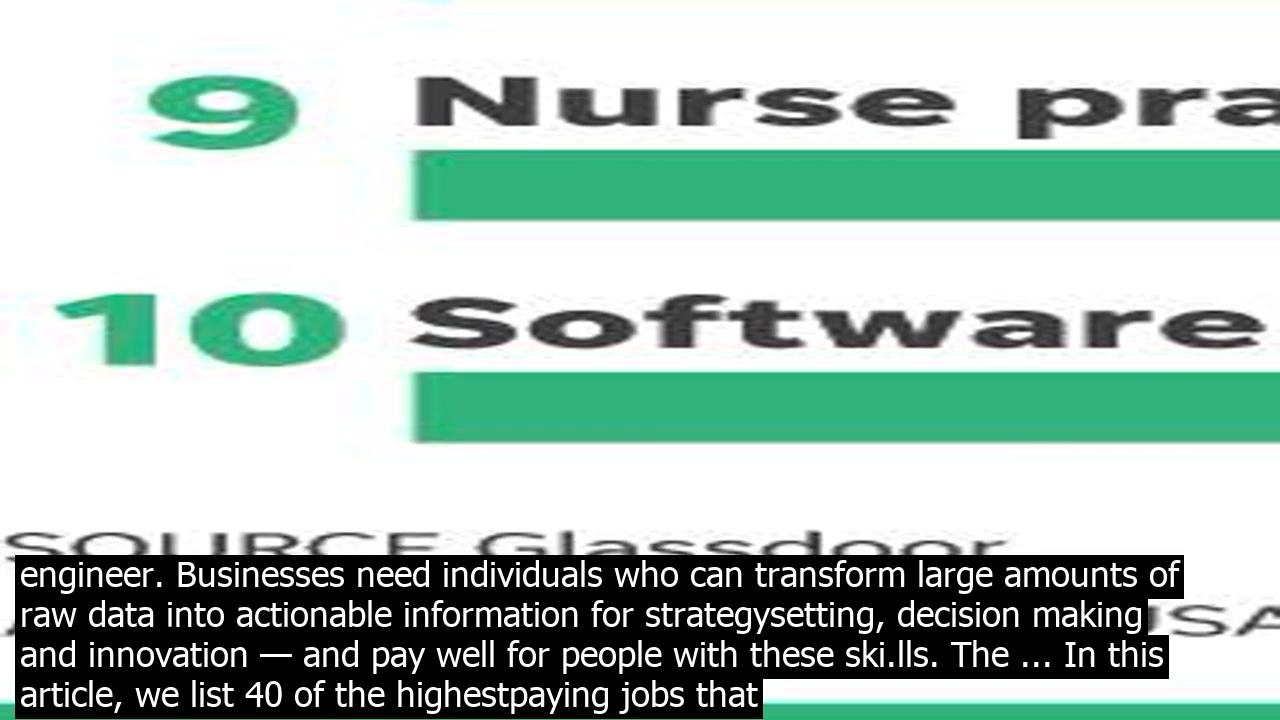 9 Nurse pra
10 Software
SOURCE Glassdoor
engineer. Businesses need individuals who can transform large amounts of
raw data into actionable information for strategysetting, decision making
and innovation — and pay well for people with these ski.lls. The ... In this
article, we list 40 of the highestpaying jobs that